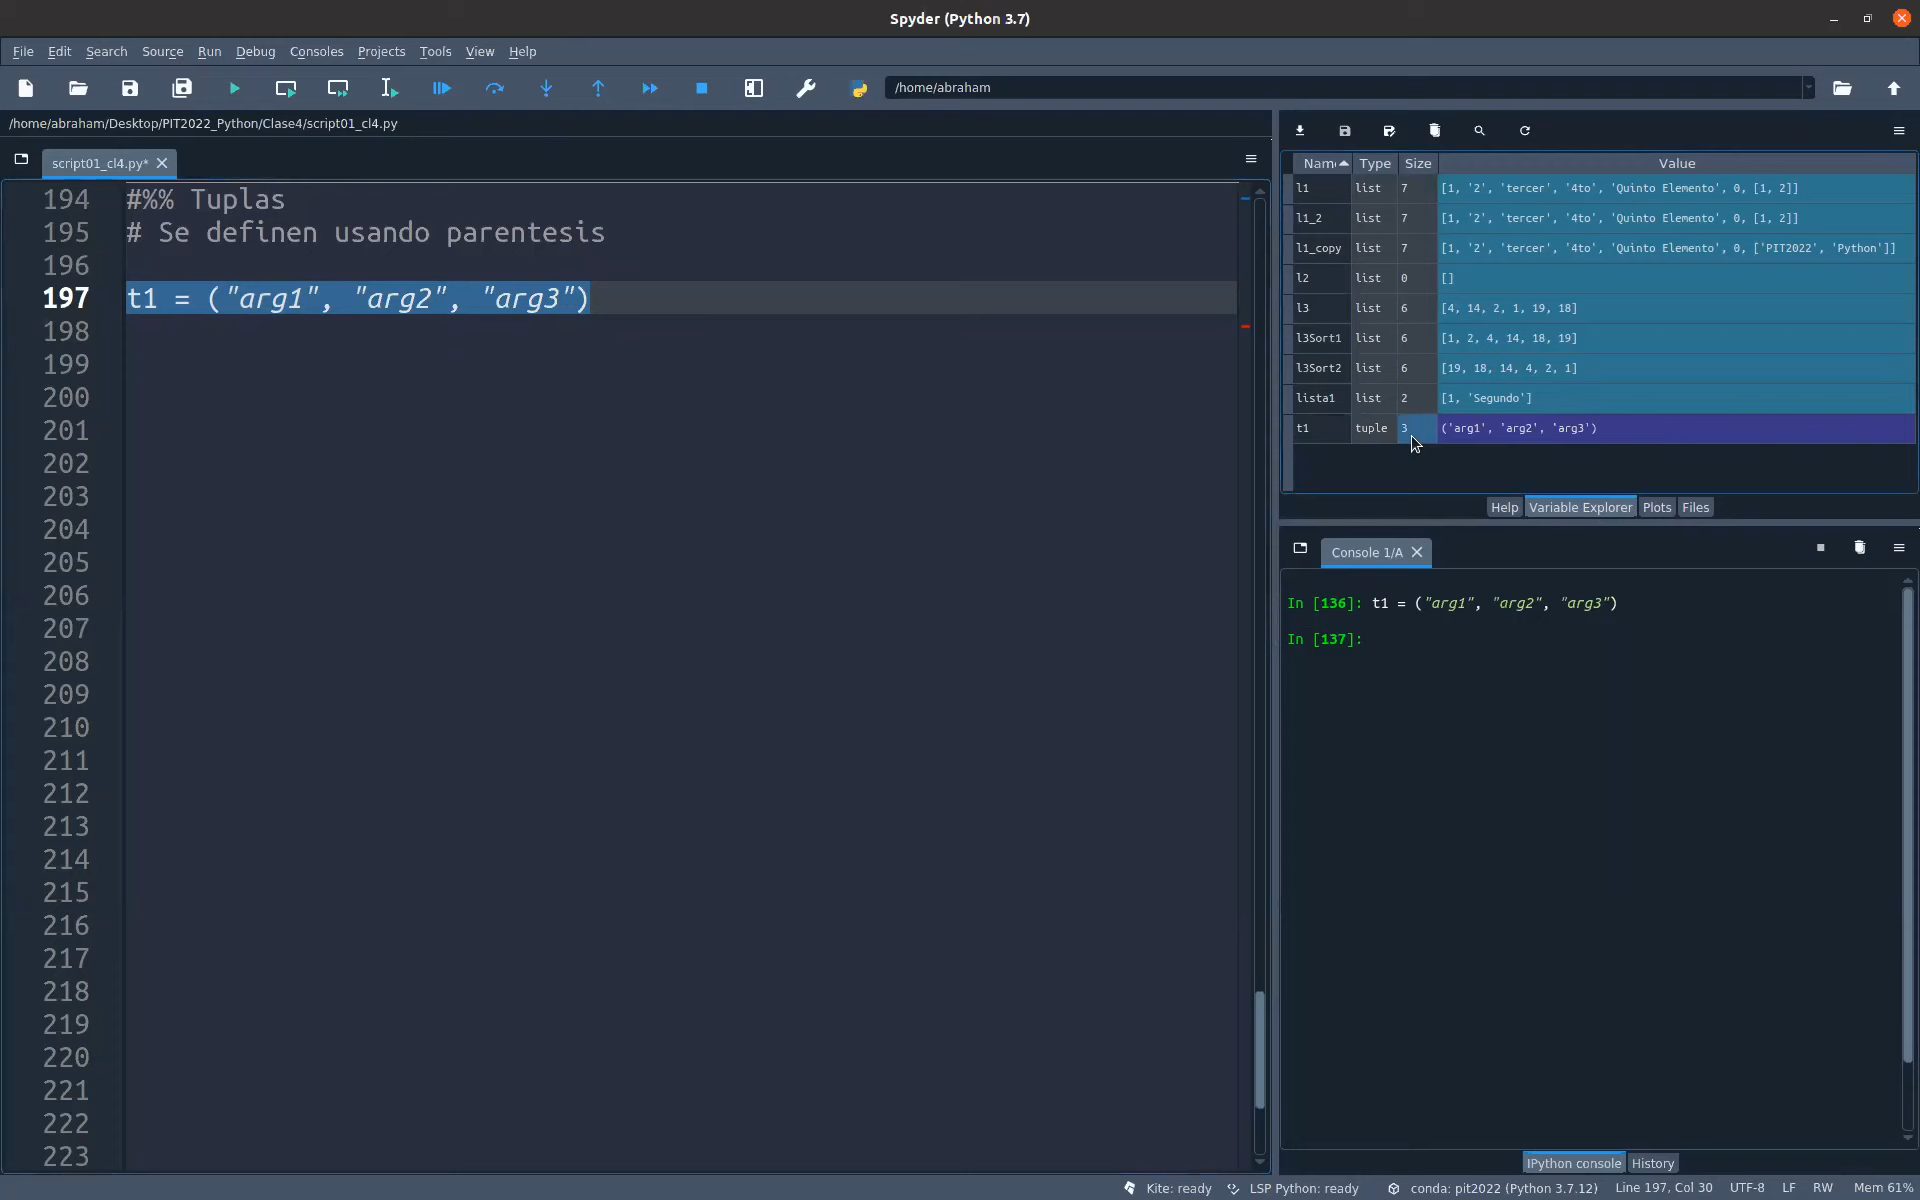 Spyder (Python 3.7)
File Edit Search Source Run Debug Consoles Projects Tools View Help
/home/abraham
/home/abraham/Desktop/PIT2022_Python/Clase4/script01_cl4.py
script01_cl4.py*
194 #%% Tuplas
195 # Se definen usando parentesis
196
197 t1 = ("arg1", "arg2", "arg3")
198
199
200
201
202
203
204
205
206
207
208
209
210
211
212
213
214
215
216
217
218
219
220
221
222
223
Name Type Size Value
l1 list 7 [1, '2', 'tercer', '4to', 'Quinto Elemento', 0, [1, 2]]
l1_2 list 7 [1, '2', 'tercer', '4to', 'Quinto Elemento', 0, [1, 2]]
l1_copy list 7 [1, '2', 'tercer', '4to', 'Quinto Elemento', 0, ['PIT2022', 'Python']]
l2 list 0 []
l3 list 6 [4, 14, 2, 1, 19, 18]
l3Sort1 list 6 [1, 2, 4, 14, 18, 19]
l3Sort2 list 6 [19, 18, 14, 4, 2, 1]
lista1 list 2 [1, 'Segundo']
t1 tuple 3 ('arg1', 'arg2', 'arg3')
Help Variable Explorer Plots Files
Console 1/A
In [136]: t1 = ("arg1", "arg2", "arg3")
In [137]:
IPython console History
Kite: ready LSP Python: ready conda: pit2022 (Python 3.7.12) Line 197, Col 30 UTF-8 LF RW Mem 61%